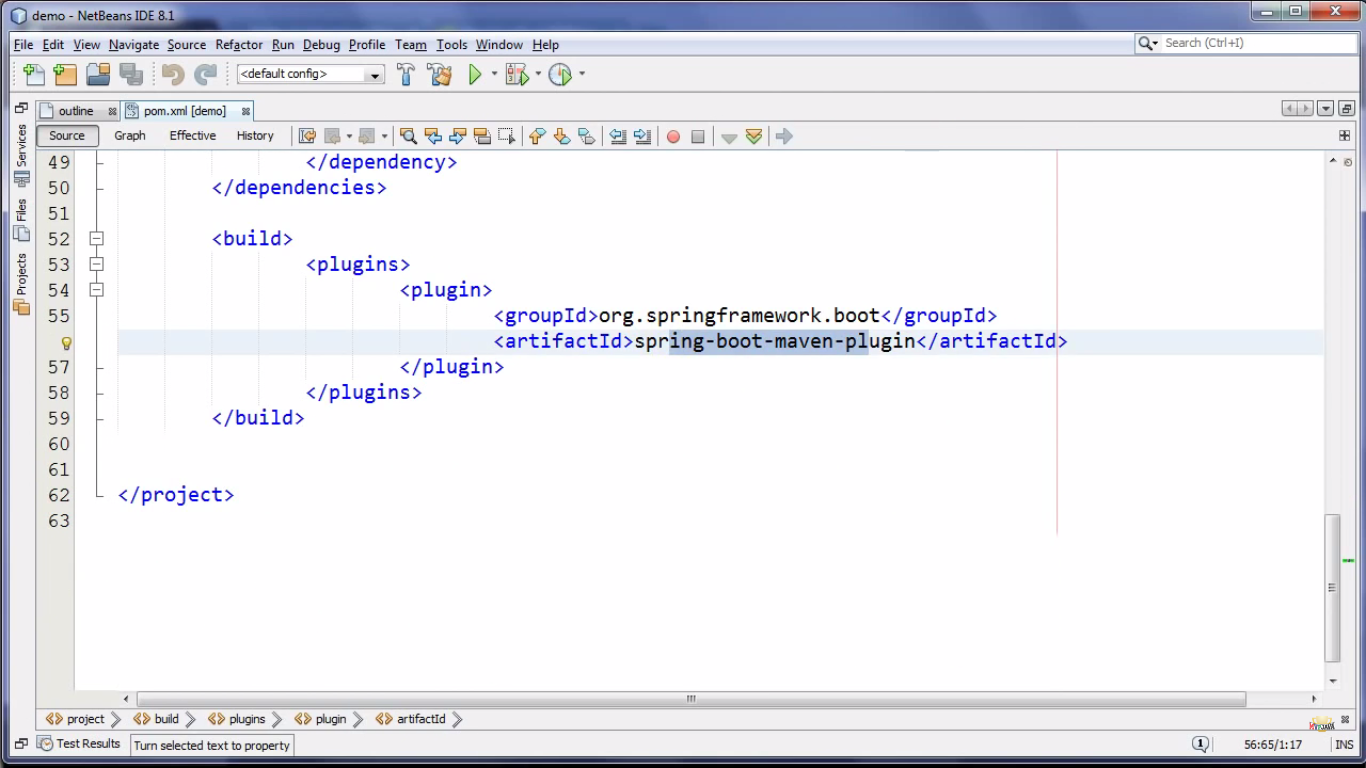 demo - NetBeans IDE 8.1
File Edit View Navigate Source Refactor Run Debug Profile Team Tools Window Help
Search (Ctrl+I)
<default config>
outline
pom.xml [demo]
Source Graph Effective History
Services
Files
Projects
49 </dependency>
50 </dependencies>
51
52 <build>
53 <plugins>
54 <plugin>
55 <groupId>org.springframework.boot</groupId>
<artifactId>spring-boot-maven-plugin</artifactId>
57 </plugin>
58 </plugins>
59 </build>
60
61
62 </project>
63
project build plugins plugin artifactId
Test Results
Turn selected text to property
1
56:65/1:17
INS